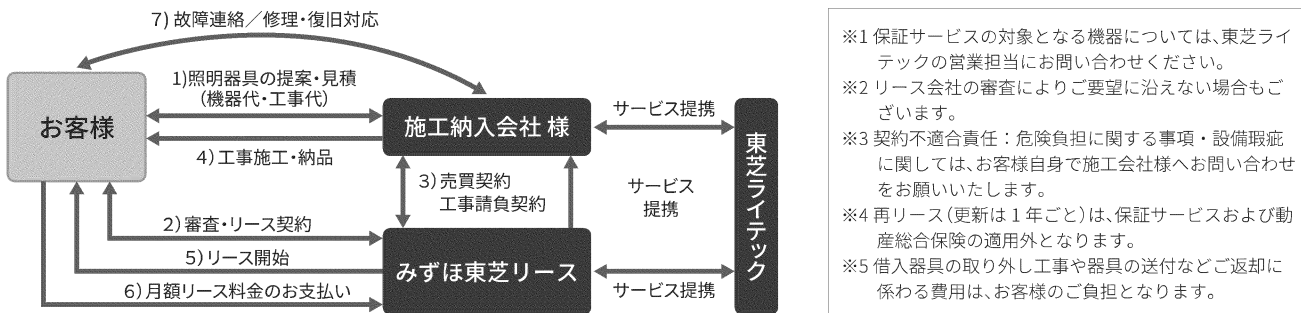 7) 故障連絡／修理・復旧対応
1)照明器具の提案・見積
(機器代・工事代)
お客様
施工納入会社 様
サービス提携
東芝ライテック
4)工事施工・納品
3)売買契約
工事請負契約
サービス
提携
2)審査・リース契約
5)リース開始
みずほ東芝リース
6)月額リース料金のお支払い
サービス提携
※1 保証サービスの対象となる機器については、東芝ライ
テックの営業担当にお問い合わせください。
※2 リース会社の審査によりご要望に沿えない場合もご
ざいます。
※3 契約不適合責任：危険負担に関する事項・設備瑕疵
に関しては、お客様自身で施工会社様へお問い合わせ
をお願いいたします。
※4 再リース(更新は1年ごと)は、保証サービスおよび動
産総合保険の適用外となります。
※5 借入器具の取り外し工事や器具の送付などご返却に
係わる費用は、お客様のご負担となります。